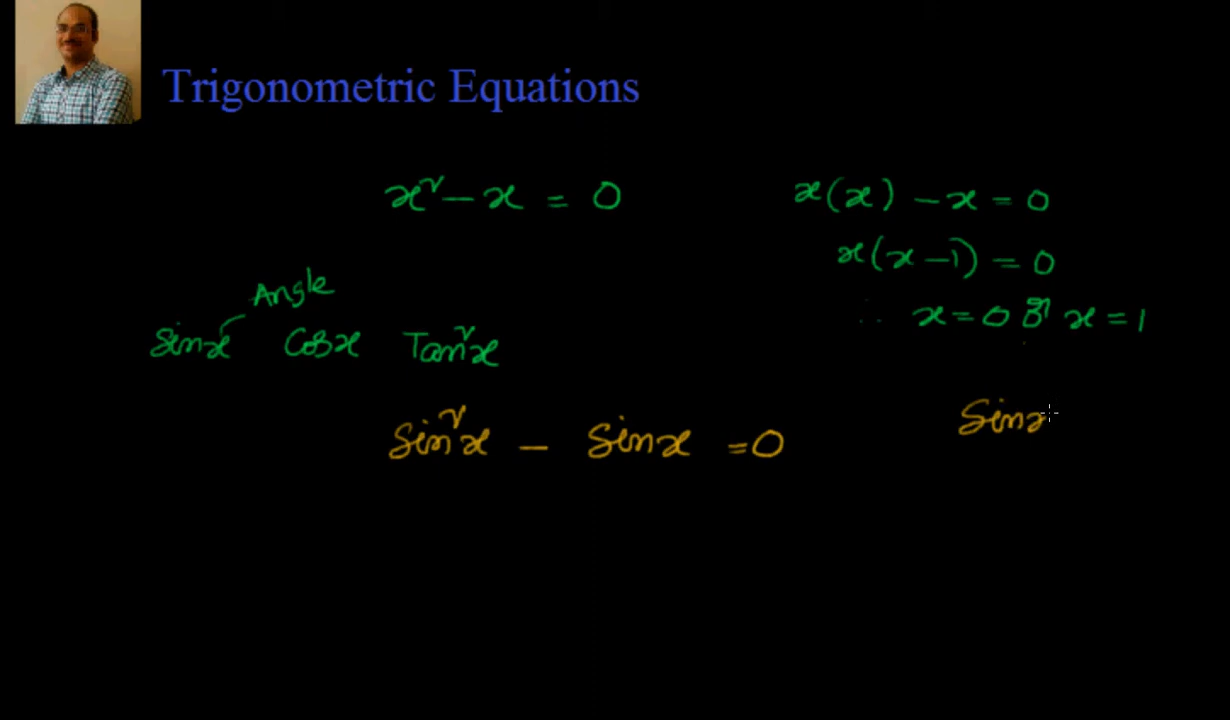 Trigonometric Equations
x² - x = 0
x(x) - x = 0
x(x - 1) = 0
∴ x = 0 or x = 1
Angle
Sinx Cosx Tan²x
Sin²x - Sinx = 0
Sinx